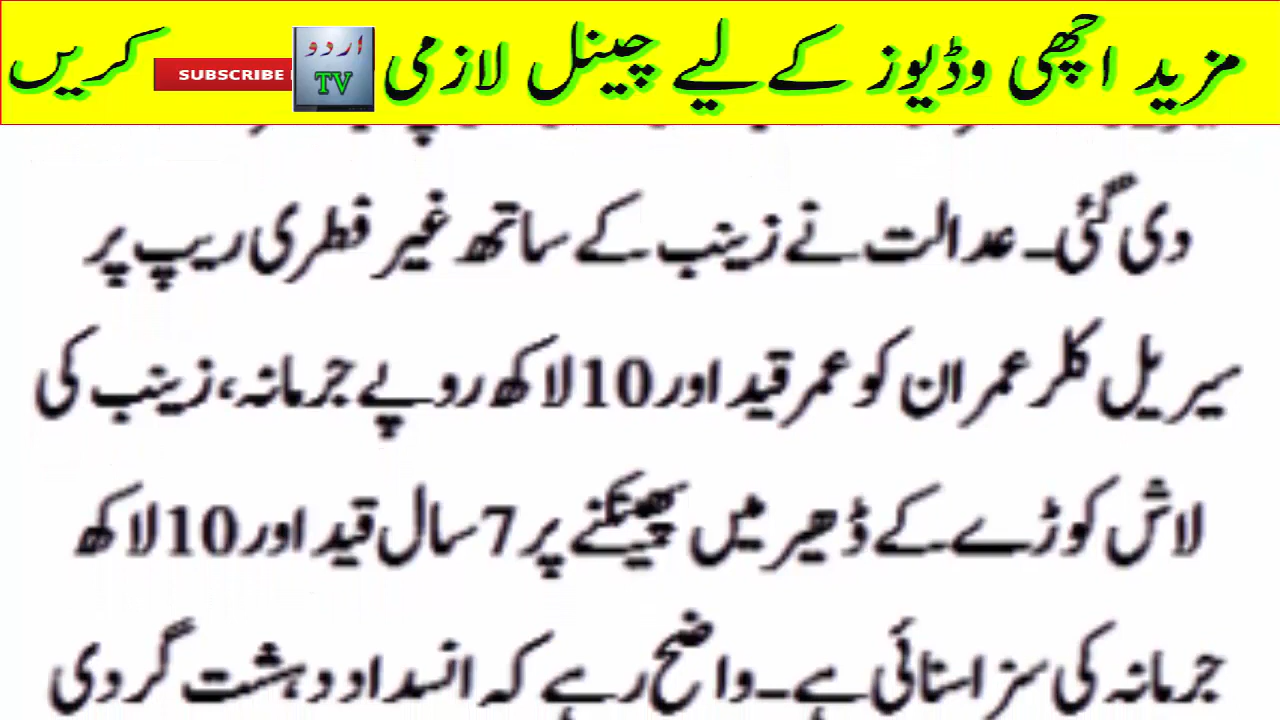 مزید اچھی وڈیوز کے لیے چینل لازمی اردو TV SUBSCRIBE کریں
دی گئی۔ عدالت نے زینب کے ساتھ غیر فطری ریپ پر
سیریل کلر عمران کو عمر قید اور 10 لاکھ روپے جرمانہ، زینب کی
لاش کوڑے کے ڈھیر میں پھینکنے پر 7 سال قید اور 10 لاکھ
جرمانہ کی سزا سنائی ہے۔ واضح رہے کہ انسداد دہشت گردی